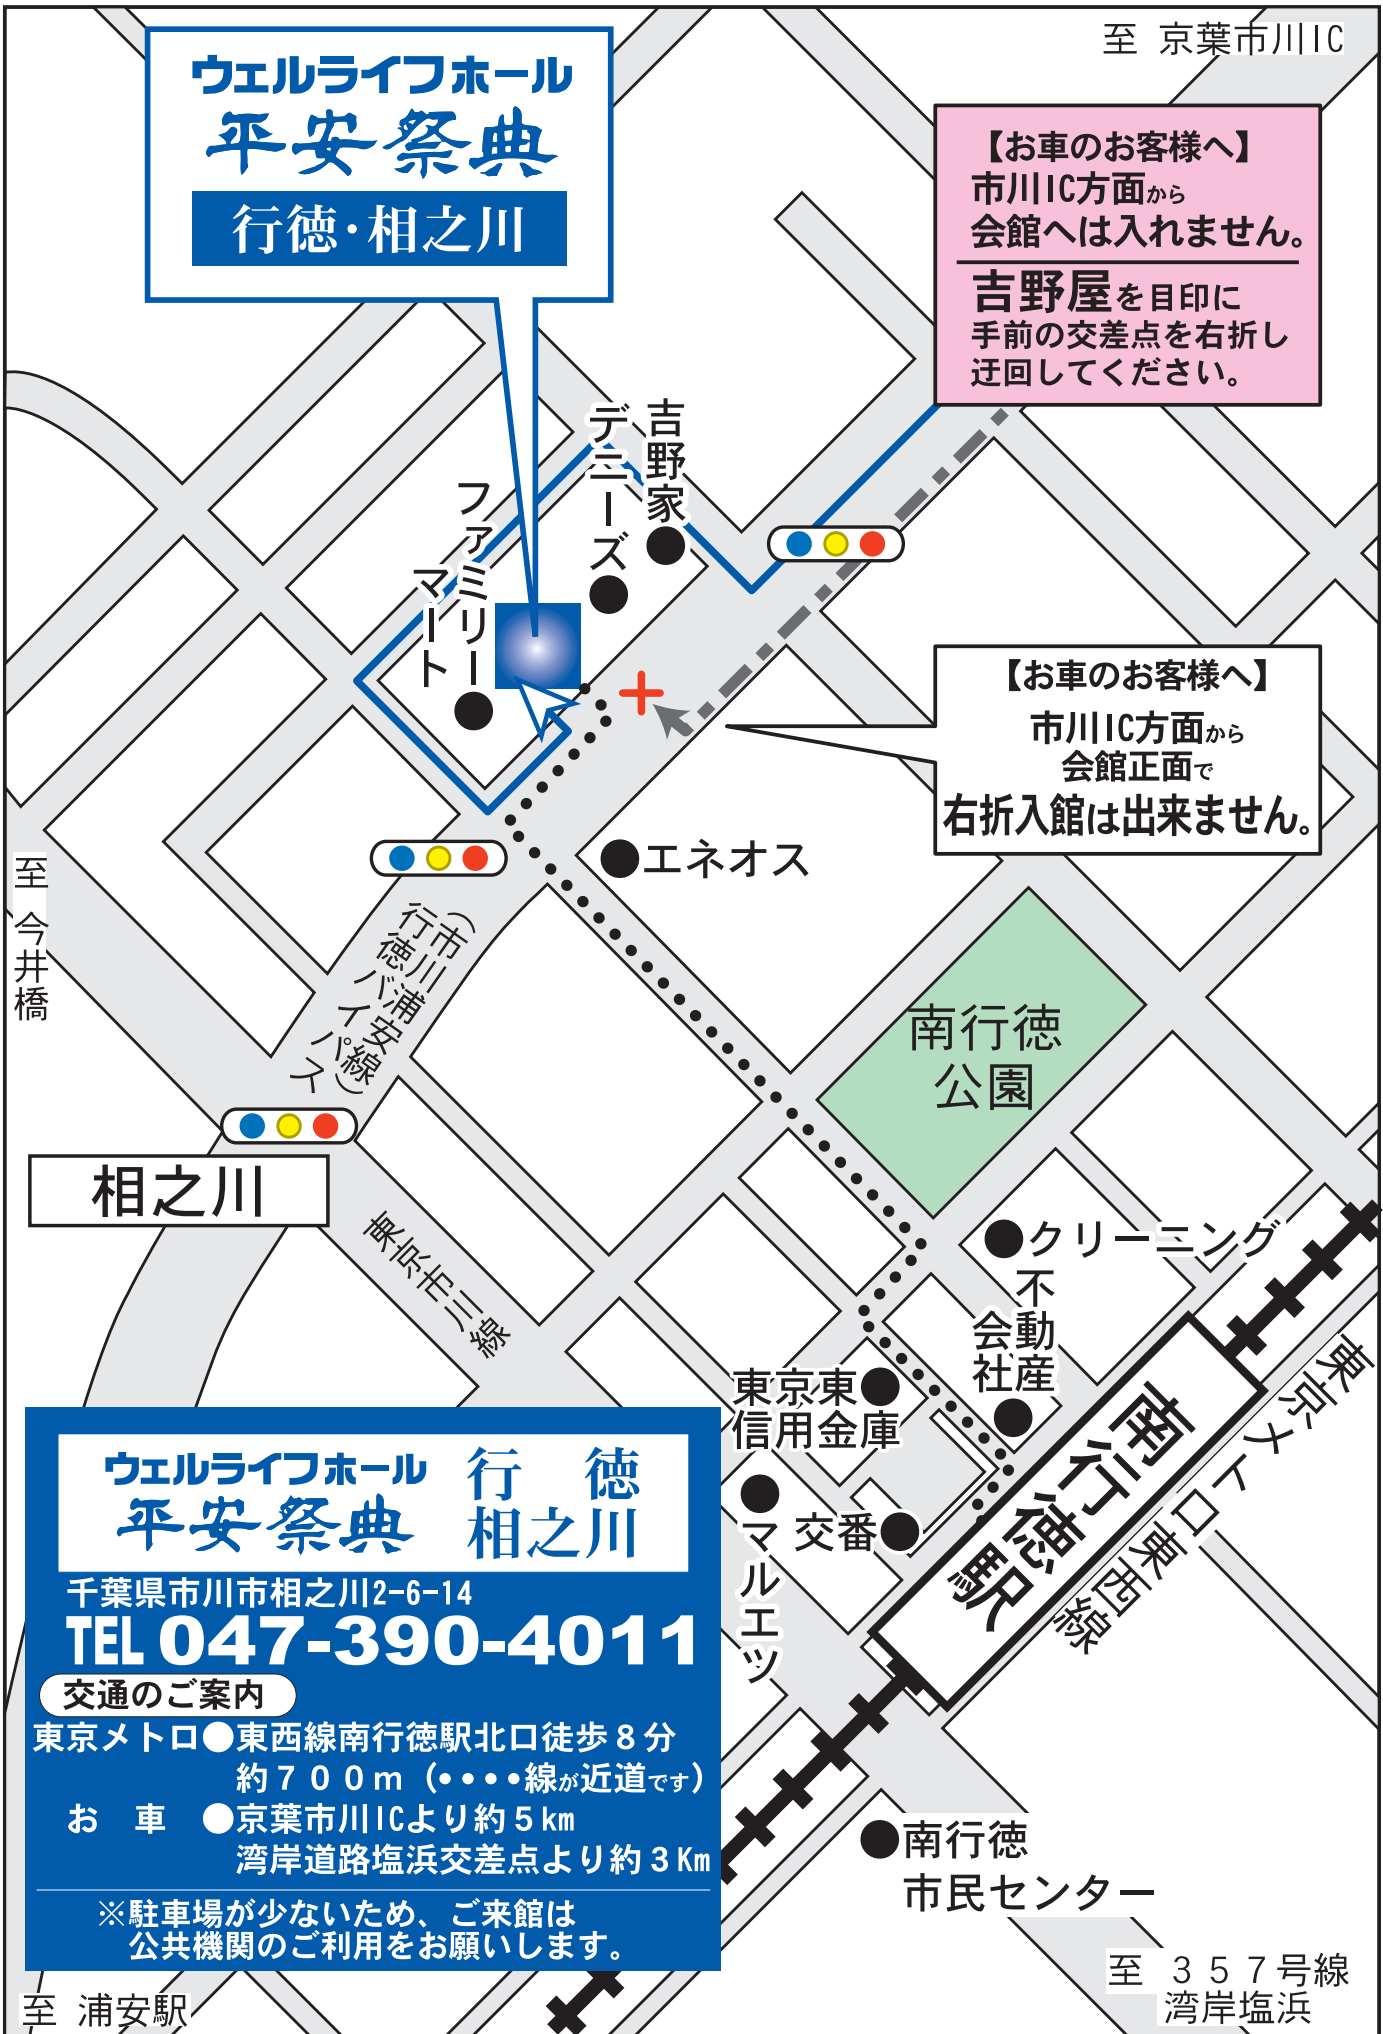 至 京葉市川IC
ウェルライフホール
平安祭典
行徳・相之川
【お車のお客様へ】
市川IC方面から
会館へは入れません。
吉野屋を目印に
手前の交差点を右折し
迂回してください。
吉野家
デニーズ
ファミリー
マート
【お車のお客様へ】
市川IC方面から
会館正面で
右折入館は出来ません。
エネオス
至 今井橋
（市川浦安線）
行徳バイパス
南行徳
公園
相之川
東京市川線
クリーニング
不動産
会社
東京東
信用金庫
交番
マルエツ
南行徳駅
東京メトロ東西線
ウェルライフホール
平安祭典
行 徳
相之川
千葉県市川市相之川2-6-14
TEL 047-390-4011
交通のご案内
東京メトロ●東西線南行徳駅北口徒歩８分
約７００ｍ（・・・・線が近道です）
お 車 ●京葉市川ICより約５km
湾岸道路塩浜交差点より約３Km
※駐車場が少ないため、ご来館は
公共機関のご利用をお願いします。
南行徳
市民センター
至 ３５７号線
湾岸塩浜
至 浦安駅